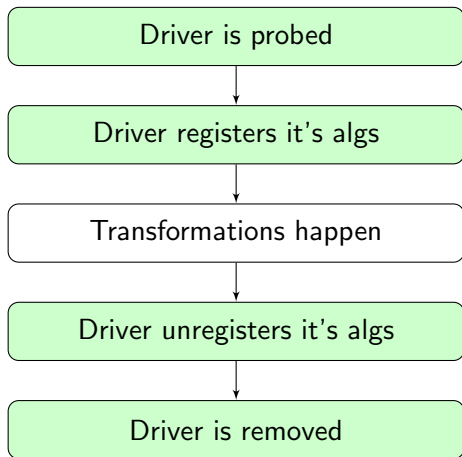 Driver is probed
Driver registers it's algs
Transformations happen
Driver unregisters it's algs
Driver is removed